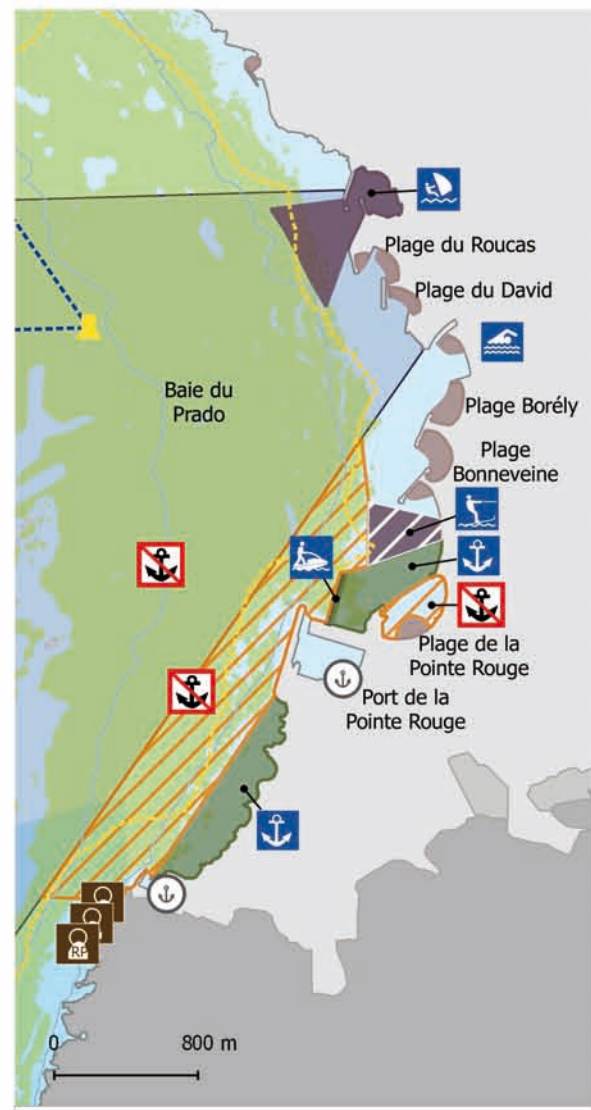 Plage du Roucas
Plage du David
Baie du
Prado
Plage Borély
Plage
Bonneveine
Plage de la
Pointe Rouge
Port de la
Pointe Rouge
RP
0 800 m